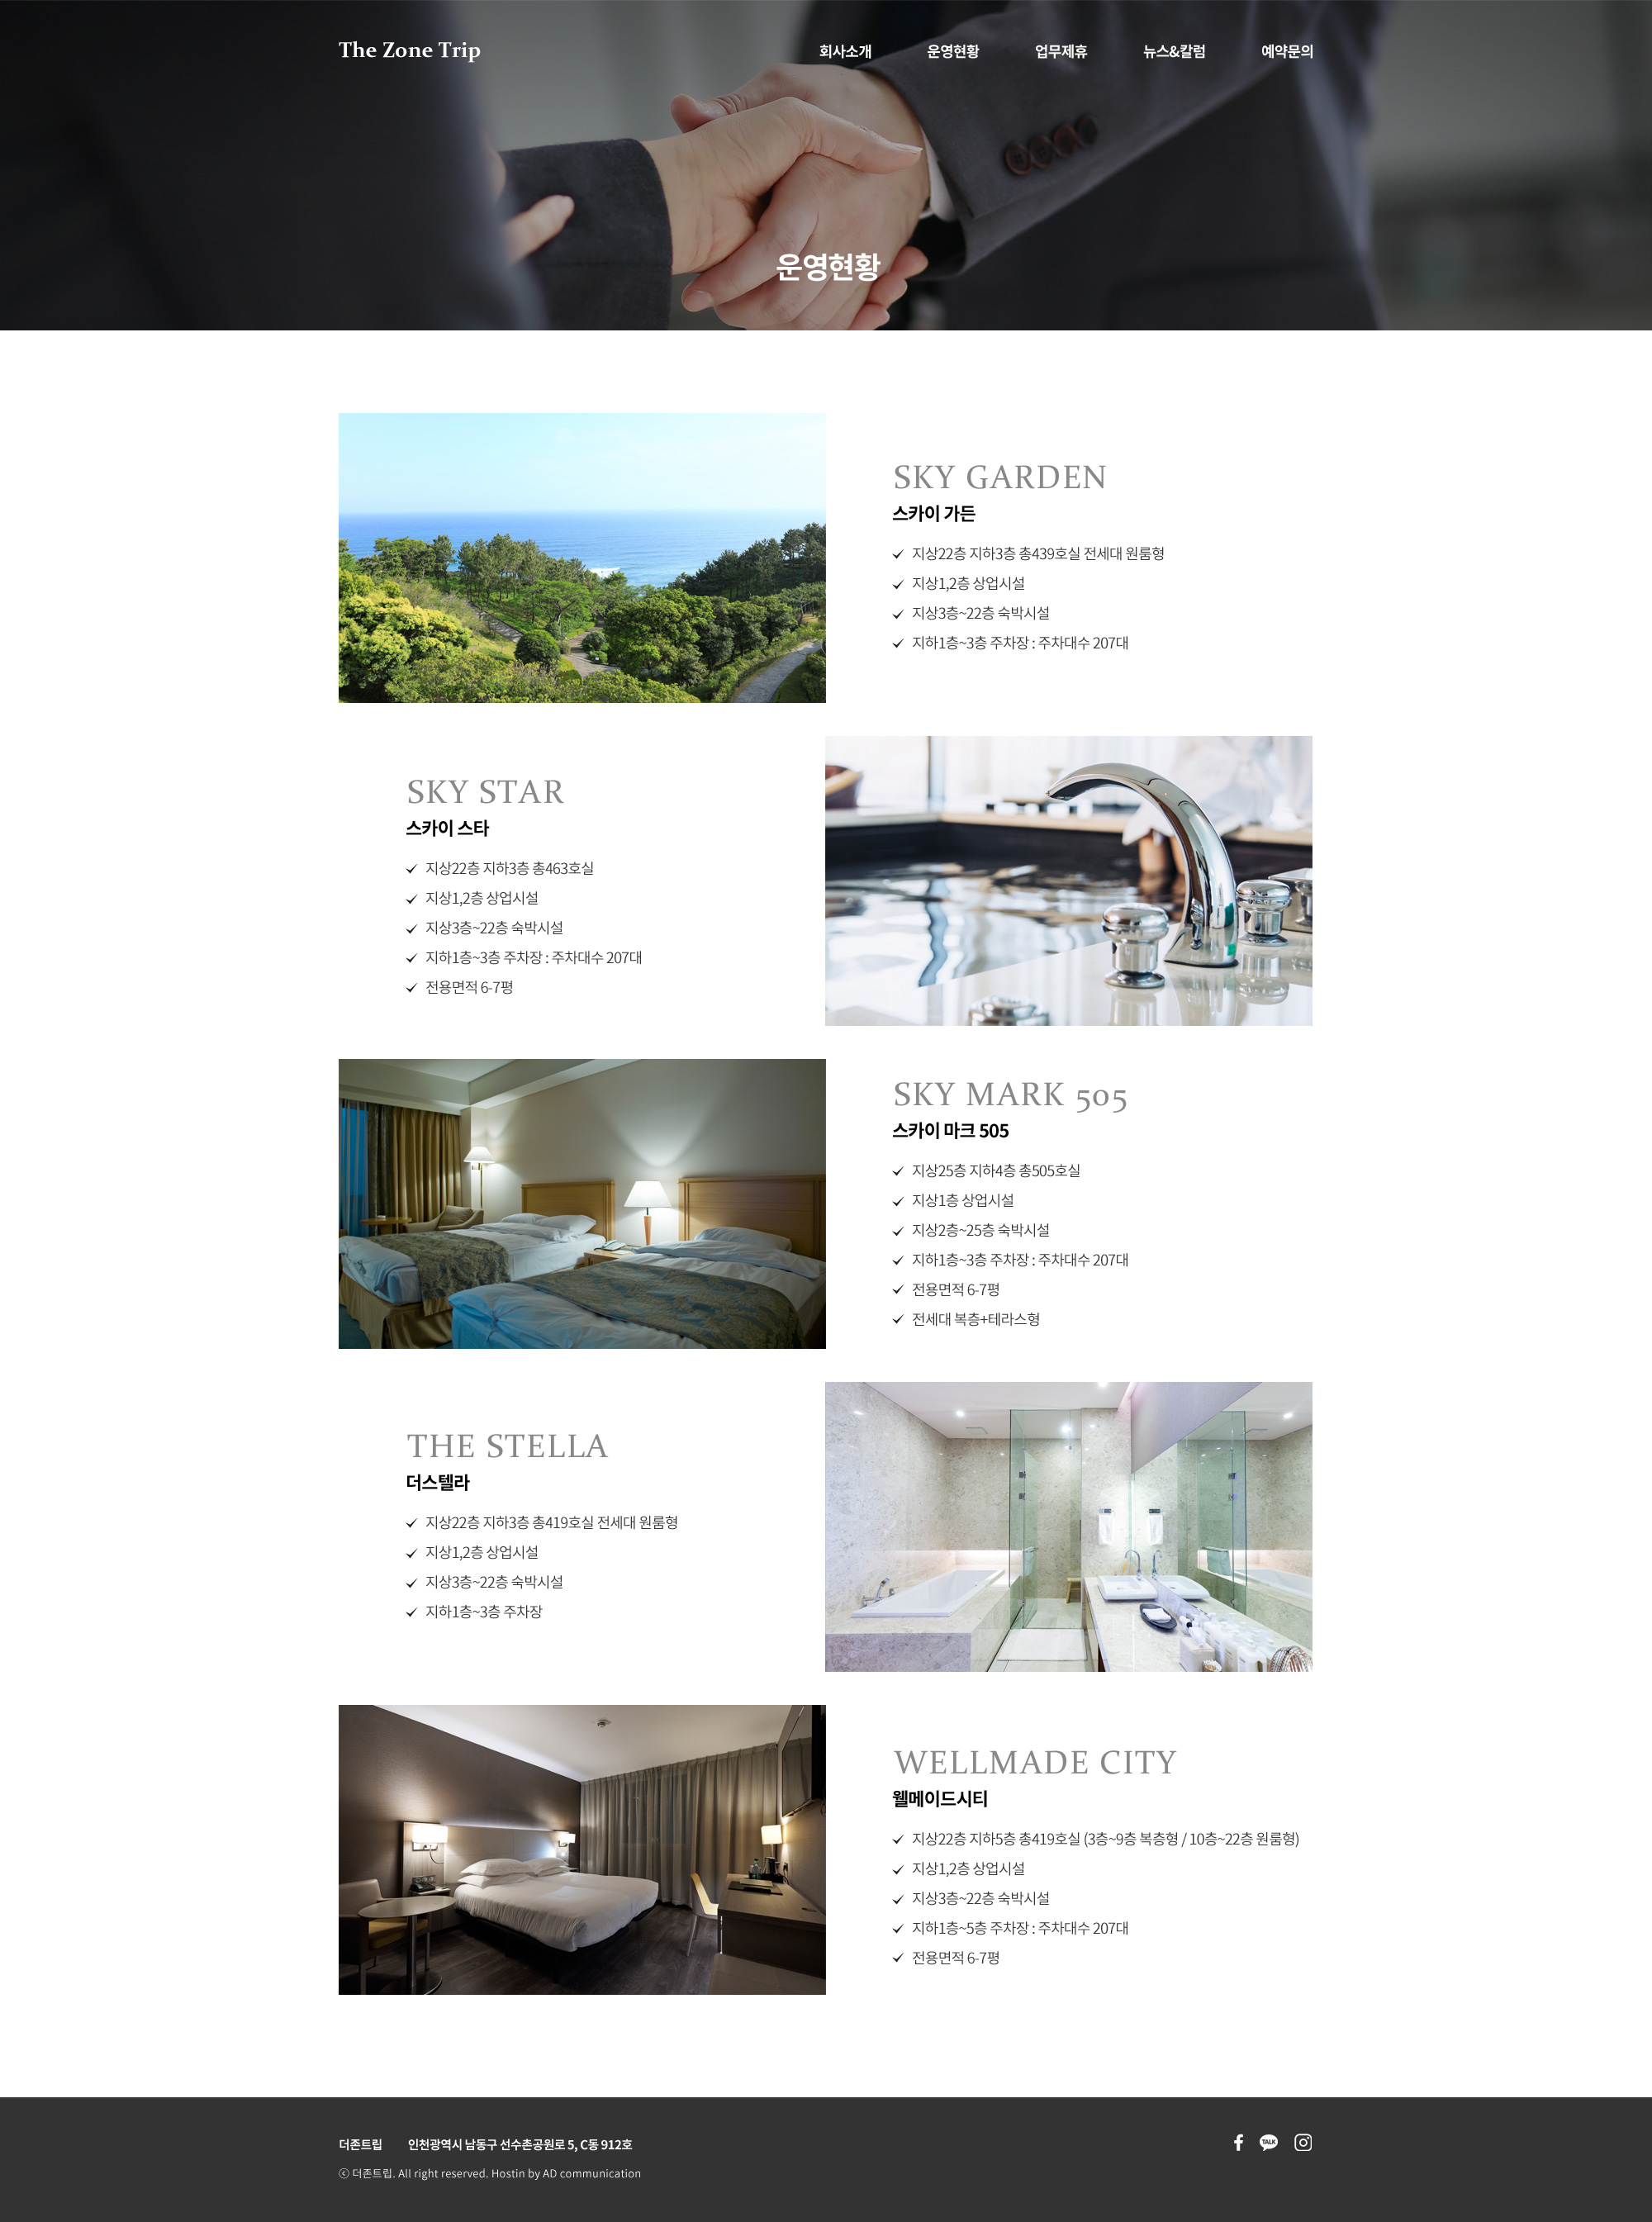 The Zone Trip
회사소개 운영현황 업무제휴 뉴스&칼럼 예약문의
운영현황
SKY GARDEN
스카이 가든
지상22층 지하3층 총439호실 전세대 원룸형
지상1,2층 상업시설
지상3층~22층 숙박시설
지하1층~3층 주차장 : 주차대수 207대
SKY STAR
스카이 스타
지상22층 지하3층 총463호실
지상1,2층 상업시설
지상3층~22층 숙박시설
지하1층~3층 주차장 : 주차대수 207대
전용면적 6-7평
SKY MARK 505
스카이 마크 505
지상25층 지하4층 총505호실
지상1층 상업시설
지상2층~25층 숙박시설
지하1층~3층 주차장 : 주차대수 207대
전용면적 6-7평
전세대 복층+테라스형
THE STELLA
더스텔라
지상22층 지하3층 총419호실 전세대 원룸형
지상1,2층 상업시설
지상3층~22층 숙박시설
지하1층~3층 주차장
WELLMADE CITY
웰메이드시티
지상22층 지하5층 총419호실 (3층~9층 복층형 / 10층~22층 원룸형)
지상1,2층 상업시설
지상3층~22층 숙박시설
지하1층~5층 주차장 : 주차대수 207대
전용면적 6-7평
더존트립 인천광역시 남동구 선수촌공원로 5, C동 912호
TALK
ⓒ 더존트립. All right reserved. Hostin by AD communication